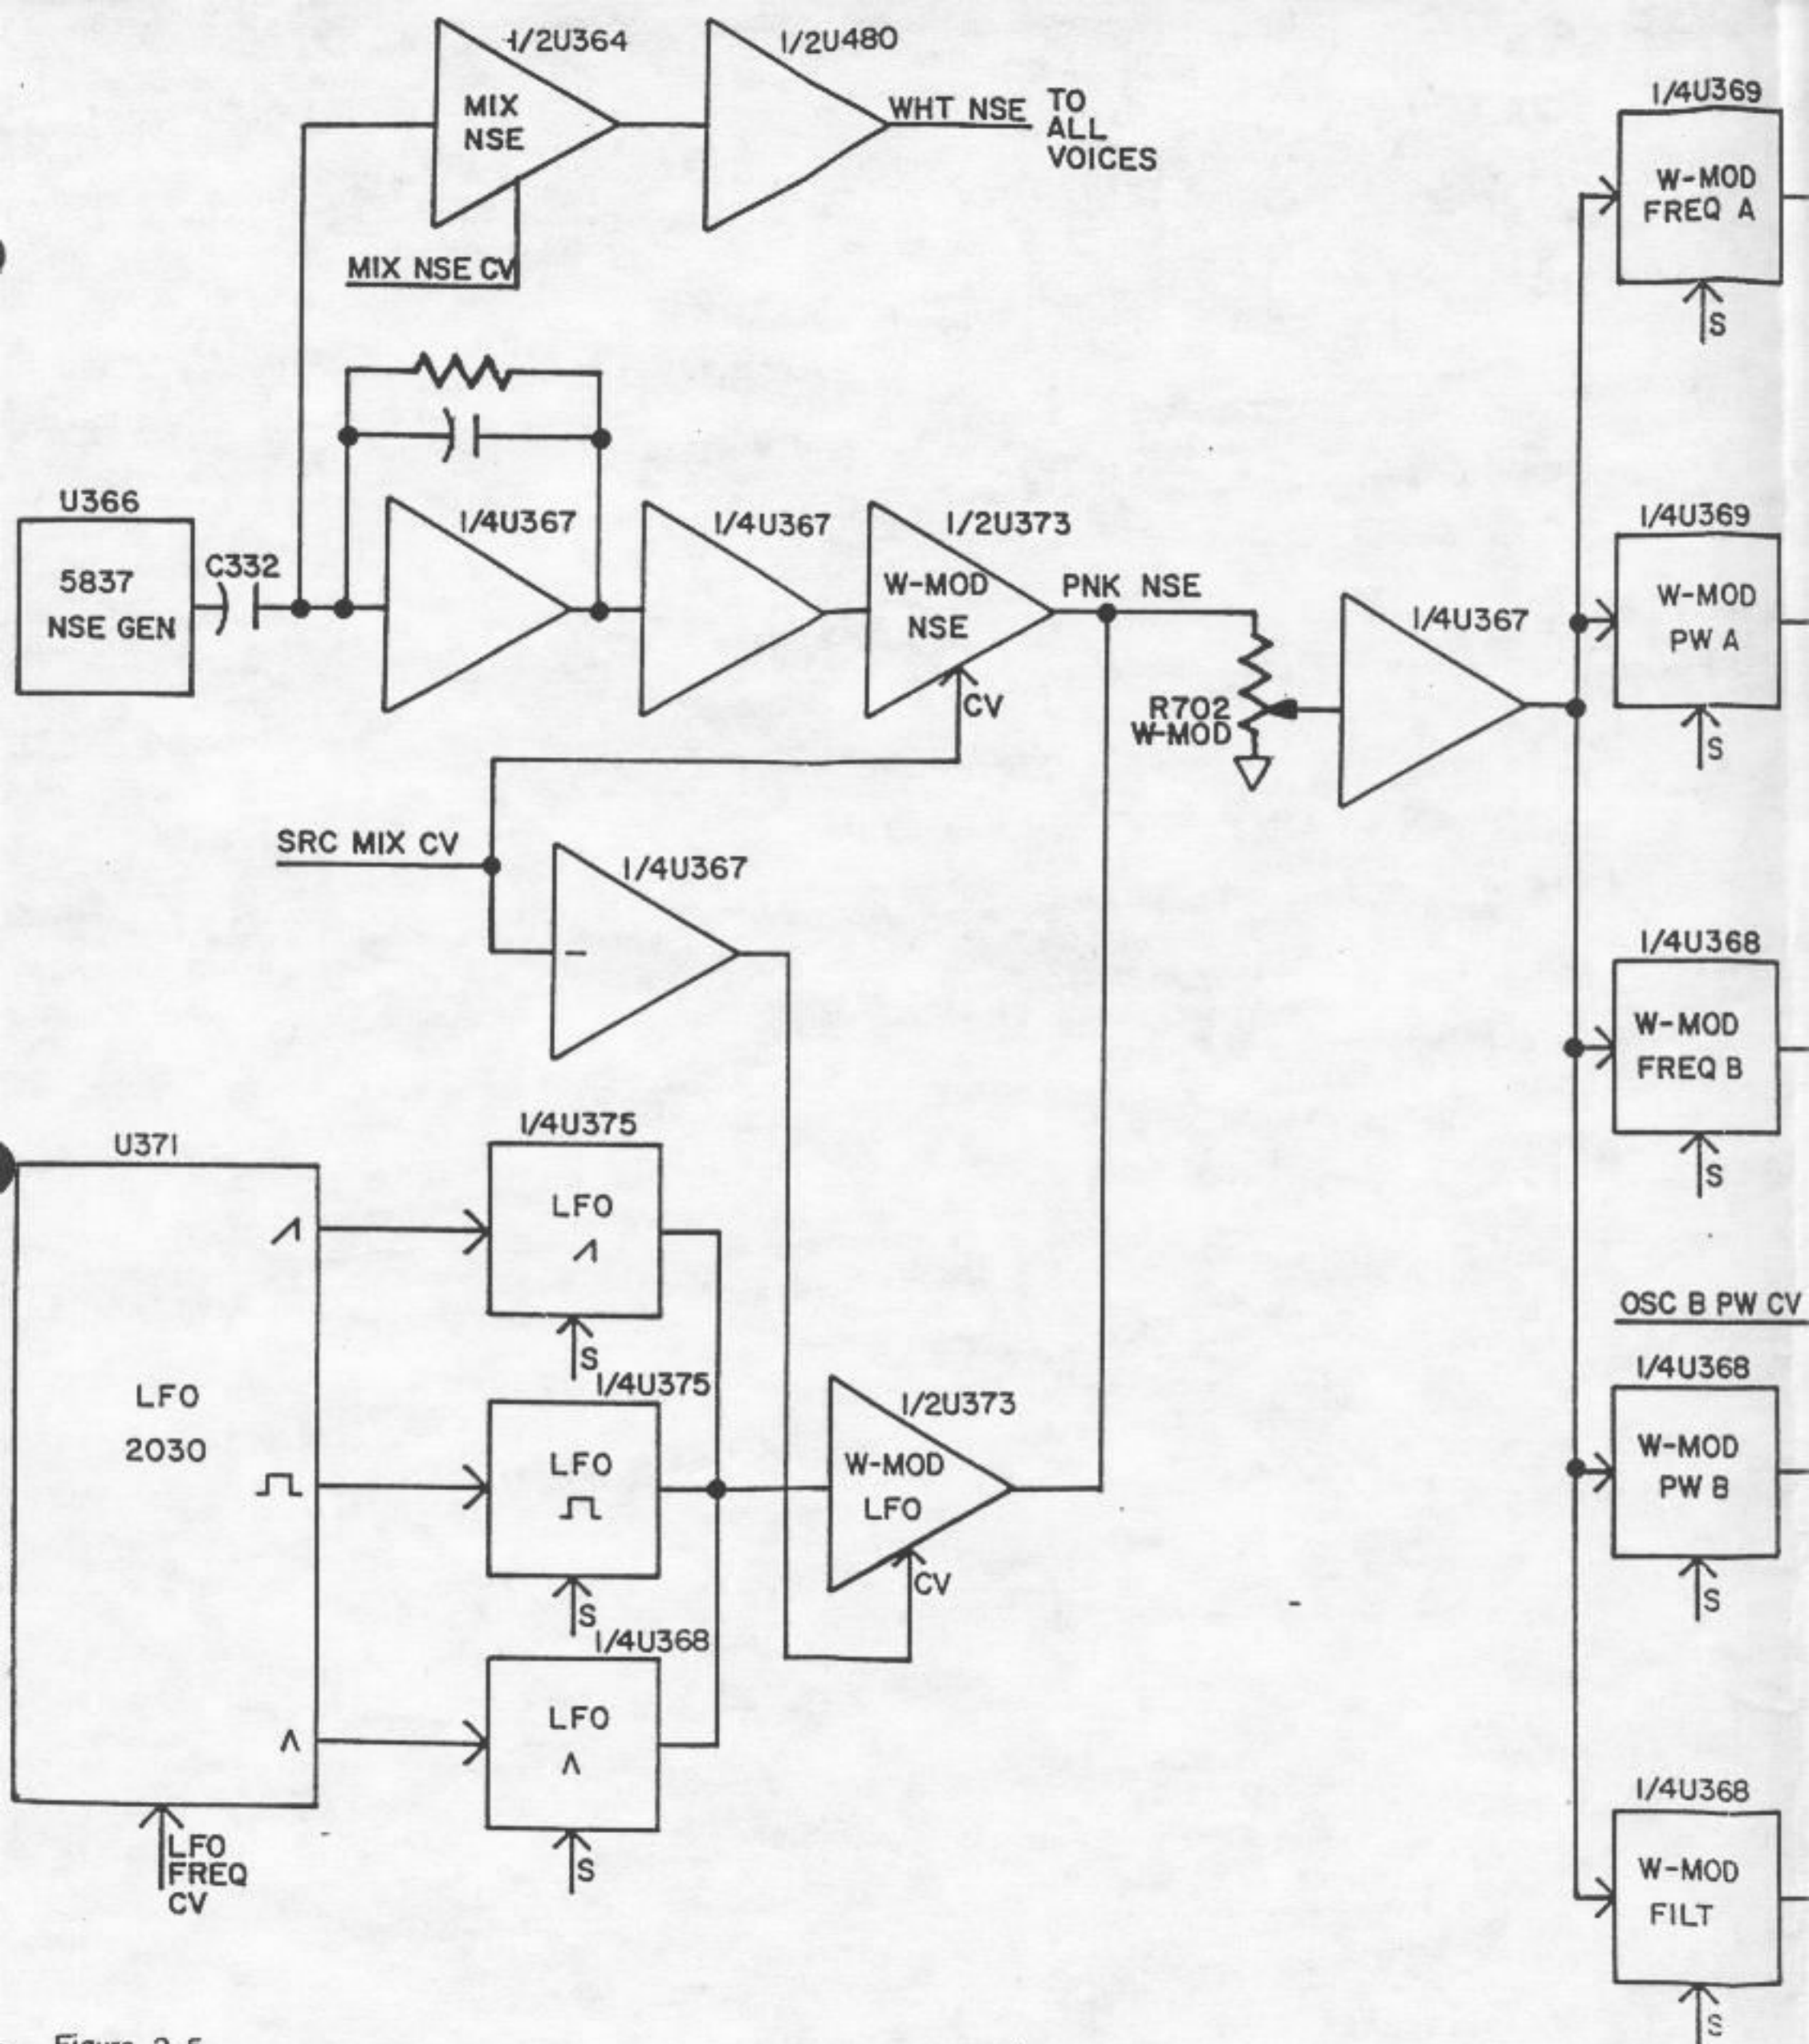 1/2U364
MIX
NSE
MIX NSE CV
1/2U480
WHT NSE
TO
ALL
VOICES
U366
5837
NSE GEN
C332
1/4U367
1/4U367
1/2U373
W-MOD
NSE
CV
PNK NSE
R702
W-MOD
1/4U367
SRC MIX CV
1/4U367
–
U371
LFO
2030
LFO
FREQ
CV
1/4U375
LFO
S
1/4U375
LFO
S
1/4U368
LFO
S
1/2U373
W-MOD
LFO
CV
1/4U369
W-MOD
FREQ A
S
1/4U369
W-MOD
PW A
S
1/4U368
W-MOD
FREQ B
S
OSC B PW CV
1/4U368
W-MOD
PW B
S
1/4U368
W-MOD
FILT
S
Figure